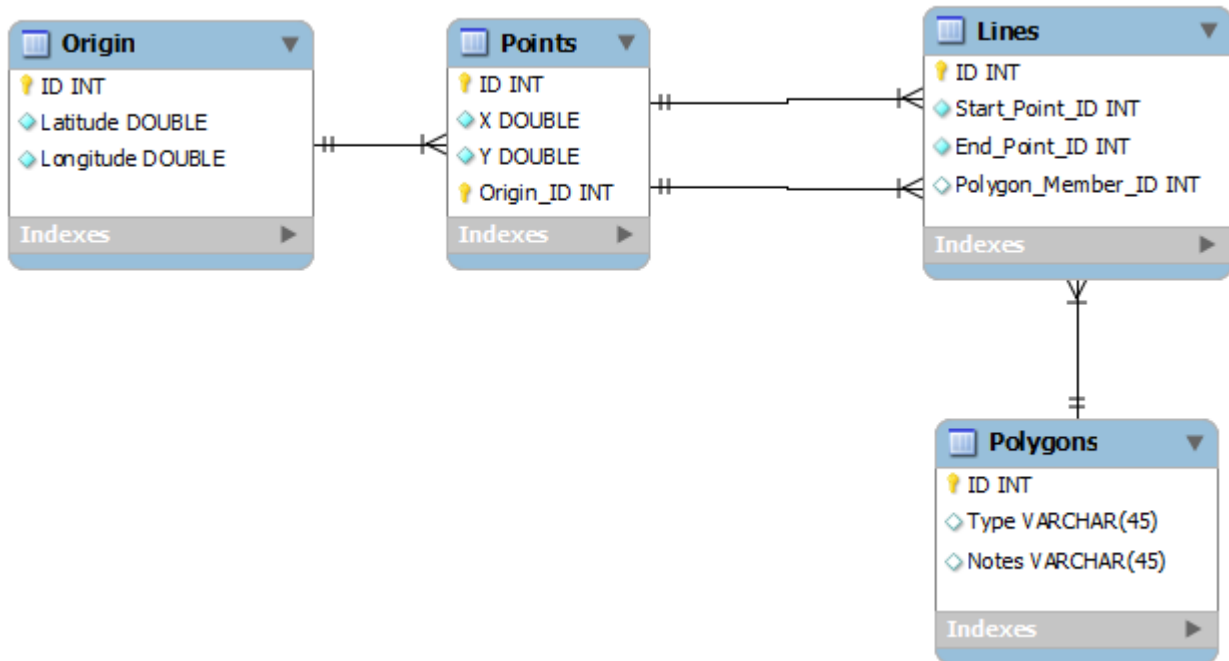 Origin
ID INT
Latitude DOUBLE
Longitude DOUBLE
Indexes
Points
ID INT
X DOUBLE
Y DOUBLE
Origin_ID INT
Indexes
Lines
ID INT
Start_Point_ID INT
End_Point_ID INT
Polygon_Member_ID INT
Indexes
Polygons
ID INT
Type VARCHAR(45)
Notes VARCHAR(45)
Indexes